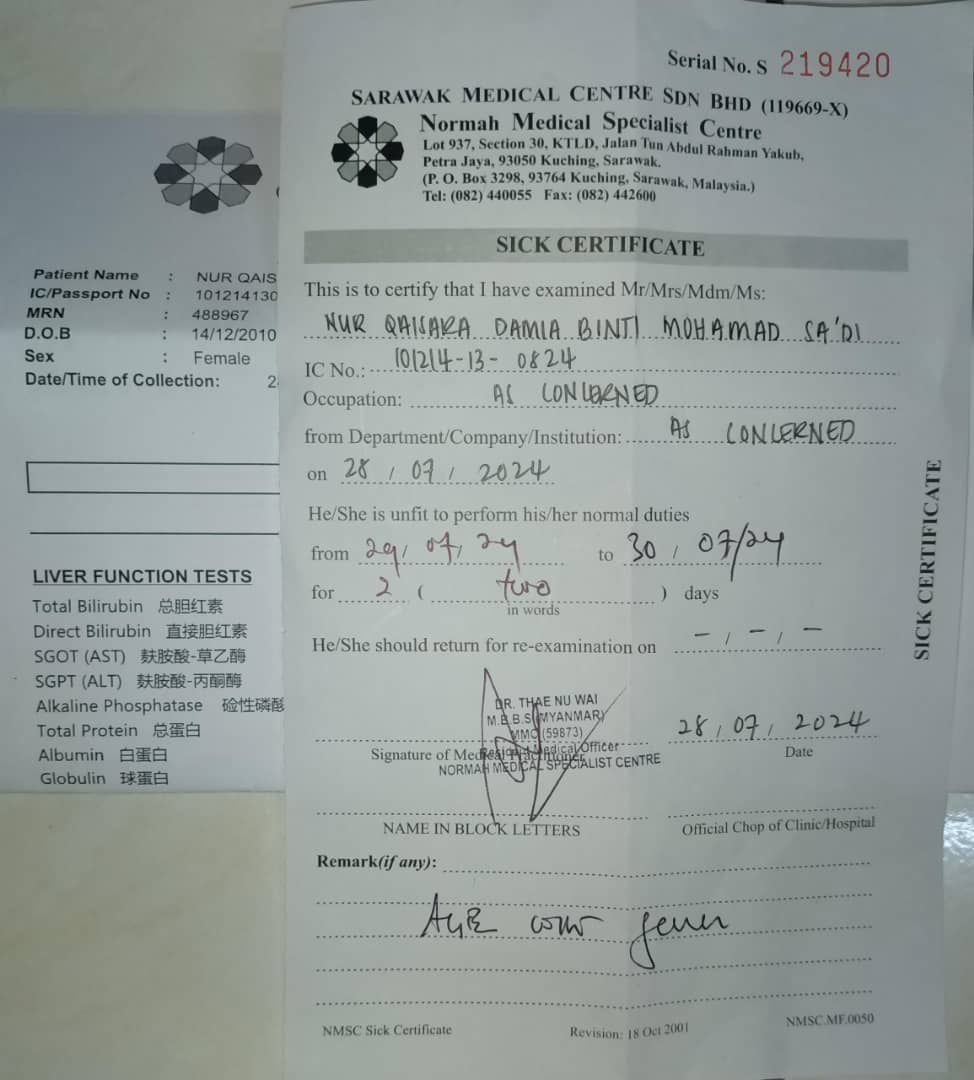 Patient Name : NUR QAIS
IC/Passport No : 101214130
MRN : 488967
D.O.B : 14/12/2010
Sex : Female
Date/Time of Collection: 2
LIVER FUNCTION TESTS
Total Bilirubin 总胆红素
Direct Bilirubin 直接胆红素
SGOT (AST) 麸胺酸-草乙酶
SGPT (ALT) 麸胺酸-丙酮酶
Alkaline Phosphatase 硷性磷酸
Total Protein 总蛋白
Albumin 白蛋白
Globulin 球蛋白
Serial No. S 219420
SARAWAK MEDICAL CENTRE SDN BHD (119669-X)
Normah Medical Specialist Centre
Lot 937, Section 30, KTLD, Jalan Tun Abdul Rahman Yakub,
Petra Jaya, 93050 Kuching, Sarawak.
(P. O. Box 3298, 93764 Kuching, Sarawak, Malaysia.)
Tel: (082) 440055 Fax: (082) 442600
SICK CERTIFICATE
This is to certify that I have examined Mr/Mrs/Mdm/Ms:
NUR QAISARA DAMIA BINTI MOHAMAD SA'DI
IC No.: 101214-13-0824
Occupation: AS CONCERNED
from Department/Company/Institution: AS CONCERNED
on 28 / 07 / 2024
He/She is unfit to perform his/her normal duties
from 29/ 07/ 24 to 30 / 07/24
for 2 ( two ) days
in words
He/She should return for re-examination on - / - / -
DR. THAE NU WAI
M.B.B.S (MYANMAR)
MMC (59873)
Resident Medical Officer
NORMAH MEDICAL SPECIALIST CENTRE
Signature of Medical Practitioner
28 / 07 / 2024
Date
NAME IN BLOCK LETTERS
Official Chop of Clinic/Hospital
Remark(if any):
AGE with fever
NMSC Sick Certificate
Revision: 18 Oct 2001
NMSC.MF.0050
SICK CERTIFICATE